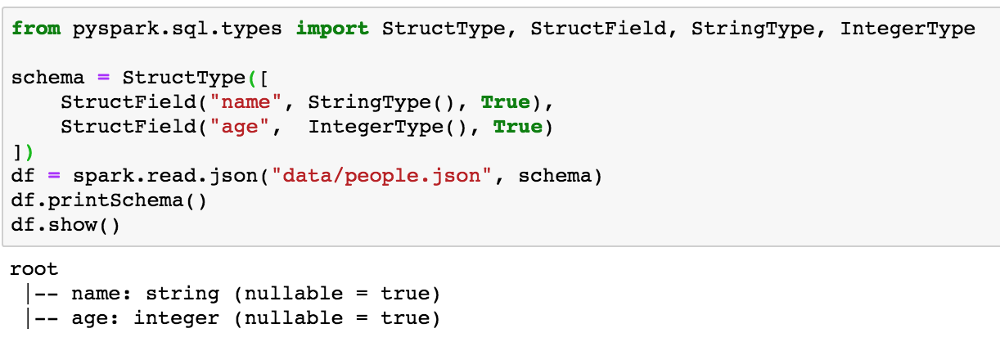 from pyspark.sql.types import StructType, StructField, StringType, IntegerType
schema = StructType([
    StructField("name", StringType(), True),
    StructField("age",  IntegerType(), True)
])
df = spark.read.json("data/people.json", schema)
df.printSchema()
df.show()
root
 |-- name: string (nullable = true)
 |-- age: integer (nullable = true)